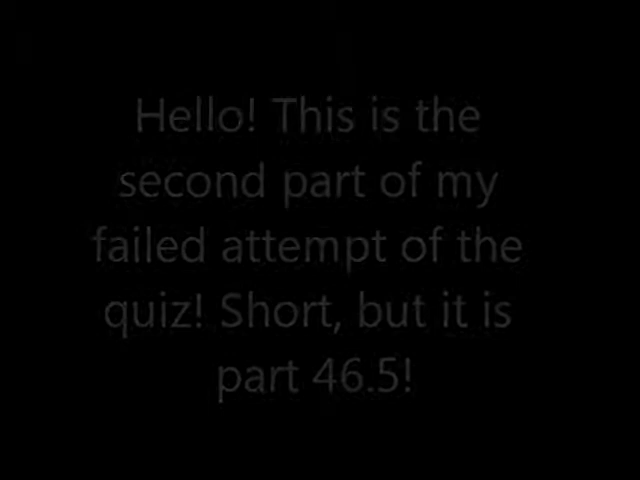 Hello! This is the
second part of my
failed attempt of the
quiz! Short, but it is
part 46.5!